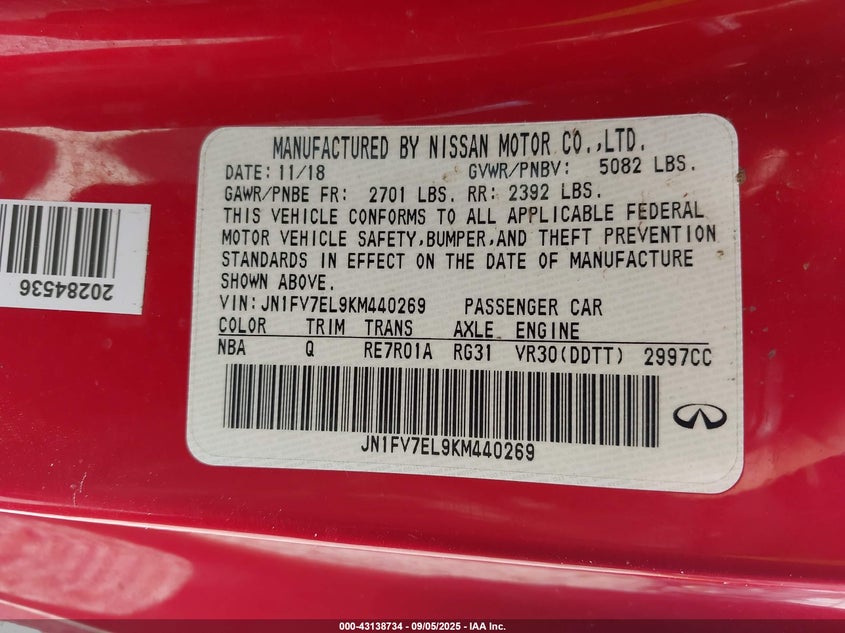 MANUFACTURED BY NISSAN MOTOR CO.,LTD.
DATE: 11/18 GVWR/PNBV: 5082 LBS.
GAWR/PNBE FR: 2701 LBS. RR: 2392 LBS.
THIS VEHICLE CONFORMS TO ALL APPLICABLE FEDERAL
MOTOR VEHICLE SAFETY,BUMPER,AND THEFT PREVENTION
STANDARDS IN EFFECT ON THE DATE OF MANUFACTURE
SHOWN ABOVE.
VIN: JN1FV7EL9KM440269 PASSENGER CAR
COLOR TRIM TRANS AXLE ENGINE
NBA Q RE7R01A RG31 VR30(DDTT) 2997CC
JN1FV7EL9KM440269
20284536
000-43138734 - 09/05/2025 - IAA Inc.